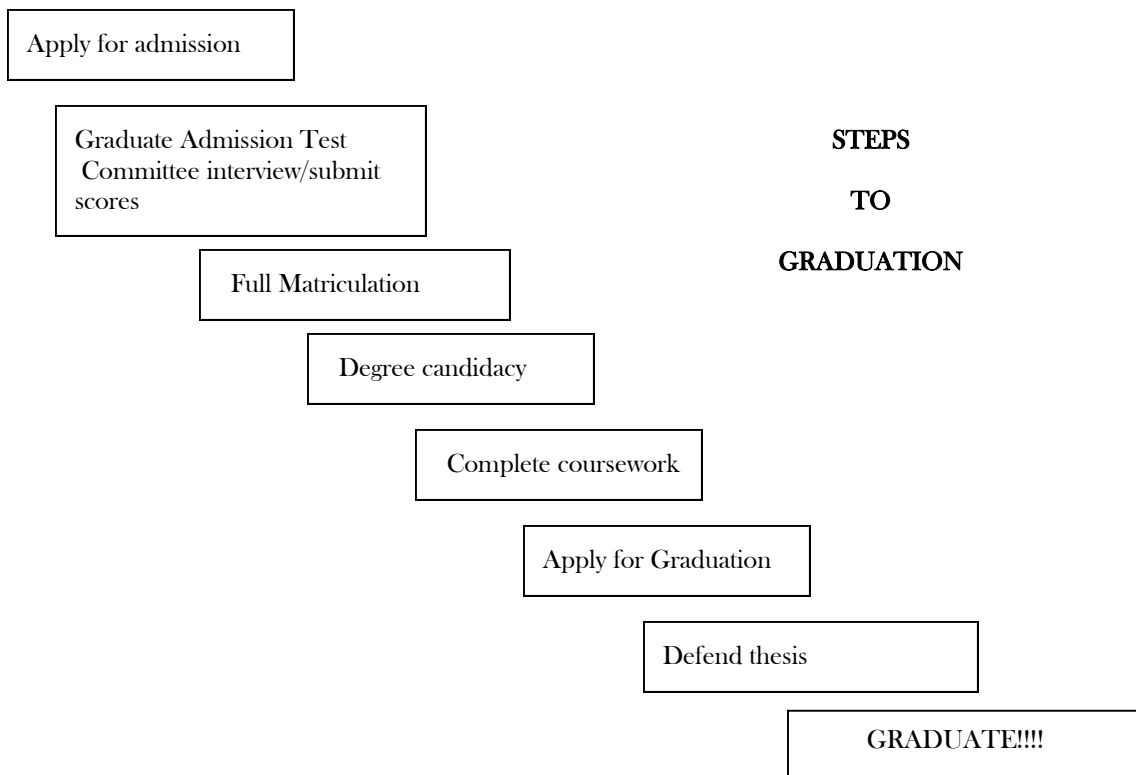 Apply for admission
Graduate Admission Test
Committee interview/submit
scores
STEPS
TO
GRADUATION
Full Matriculation
Degree candidacy
Complete coursework
Apply for Graduation
Defend thesis
GRADUATE!!!!